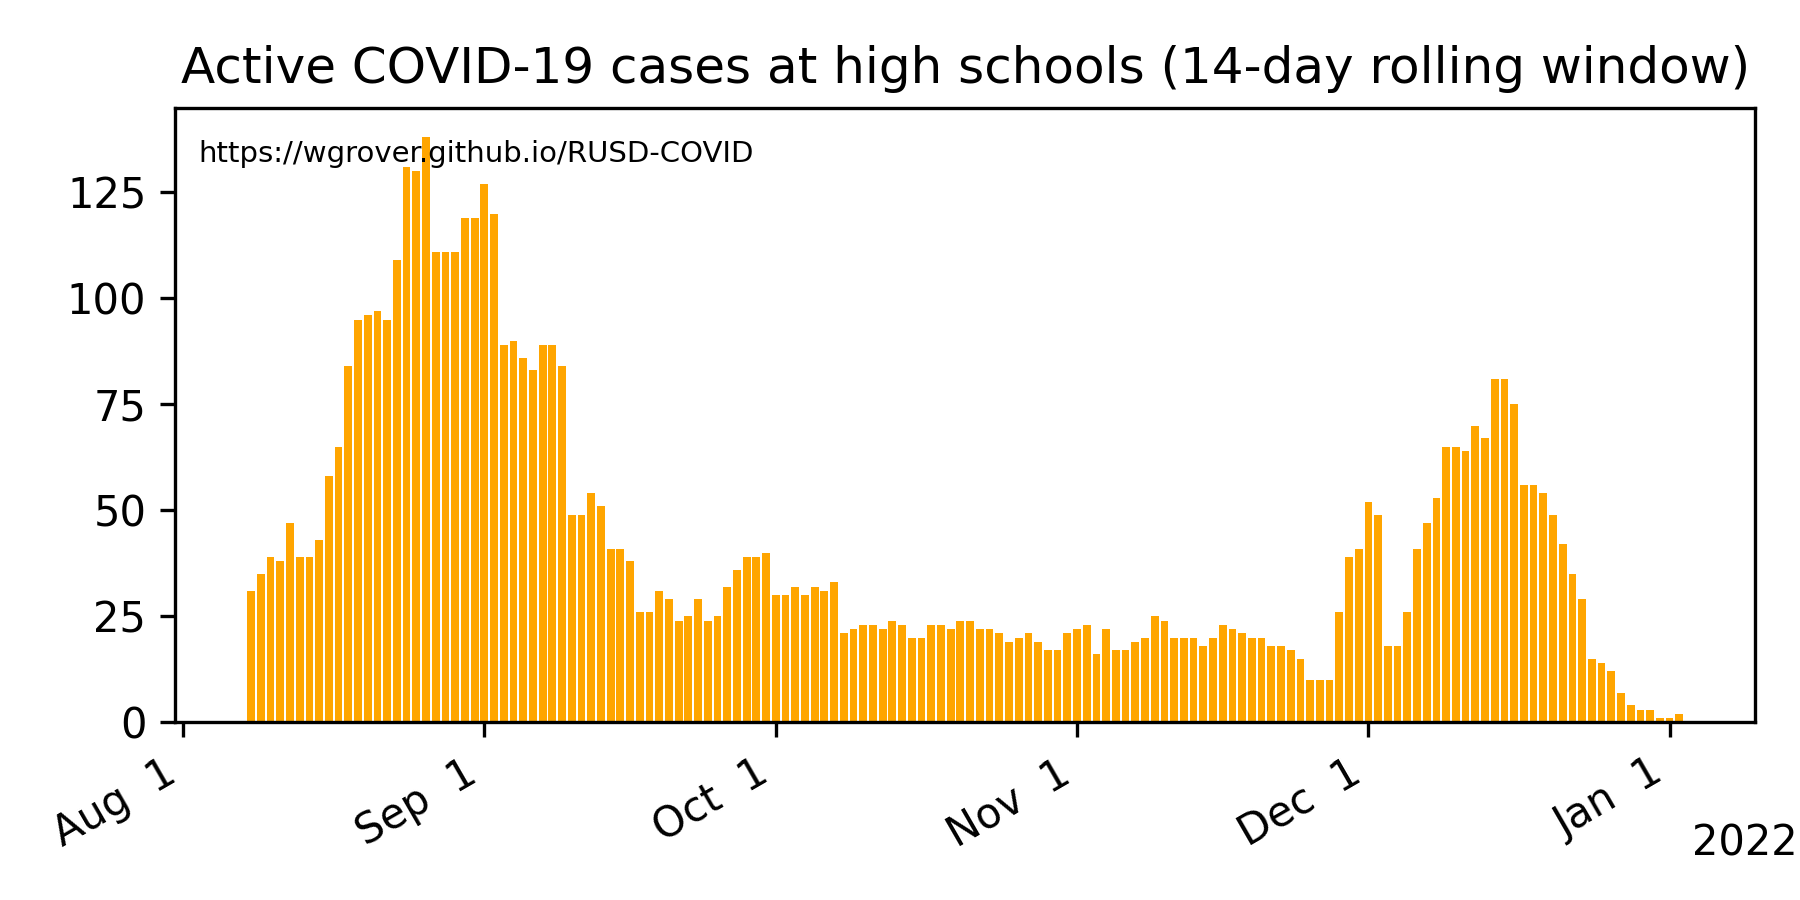 Active COVID-19 cases at high schools (14-day rolling window)
https://wgrover.github.io/RUSD-COVID
125
100
75
50
25
0
Aug 1
Sep 1
Oct 1
Nov 1
Dec 1
Jan 1
2022